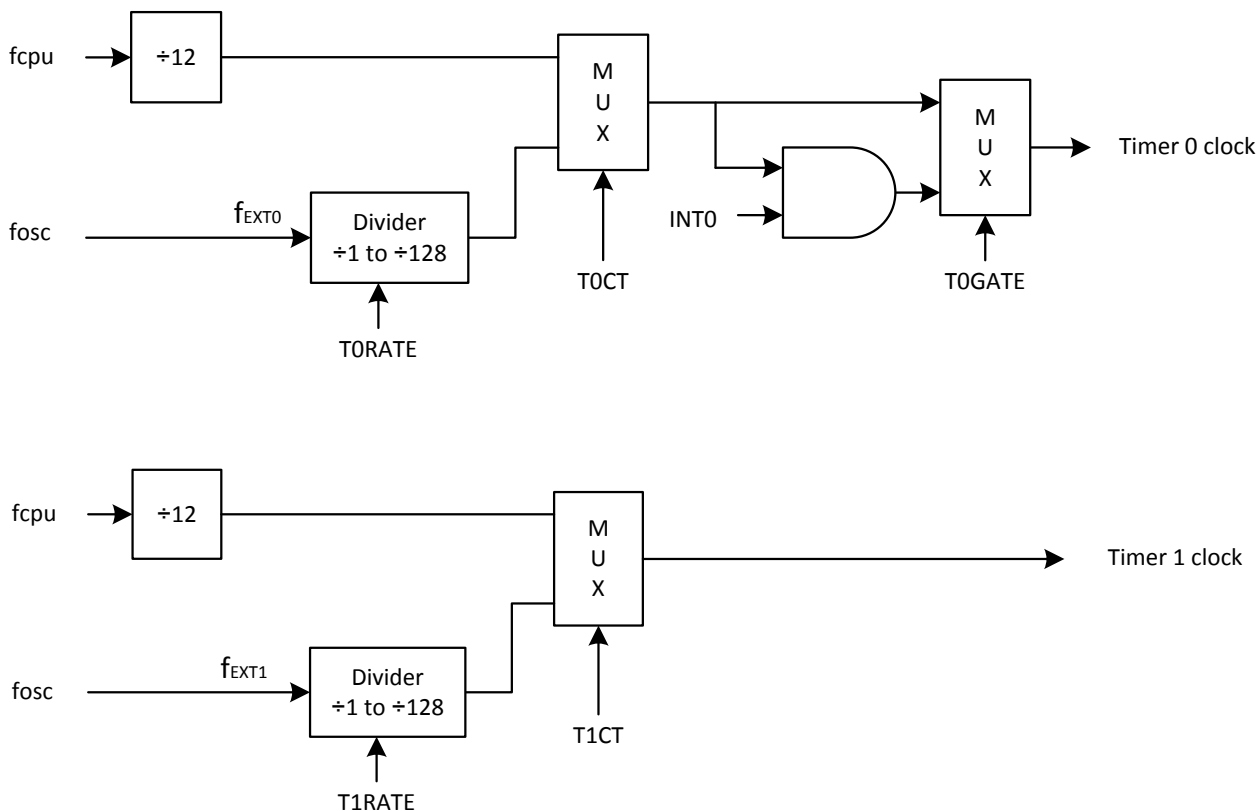 fcpu
÷12
M
U
X
M
U
X
Timer 0 clock
INT0
fosc
fEXT0
Divider
÷1 to ÷128
T0CT
T0GATE
T0RATE
fcpu
÷12
M
U
X
Timer 1 clock
fosc
fEXT1
Divider
÷1 to ÷128
T1CT
T1RATE